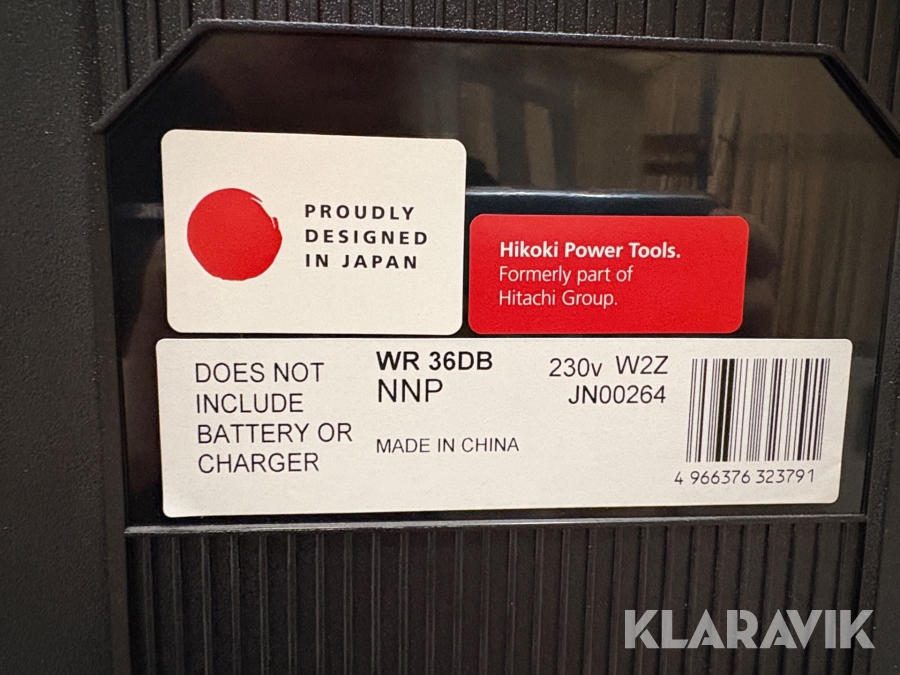 PROUDLY
DESIGNED
IN JAPAN
Hikoki Power Tools.
Formerly part of
Hitachi Group.
DOES NOT
INCLUDE
BATTERY OR
CHARGER
WR 36DB
NNP
MADE IN CHINA
230v W2Z
JN00264
4 966376 323791
KLARAVIK